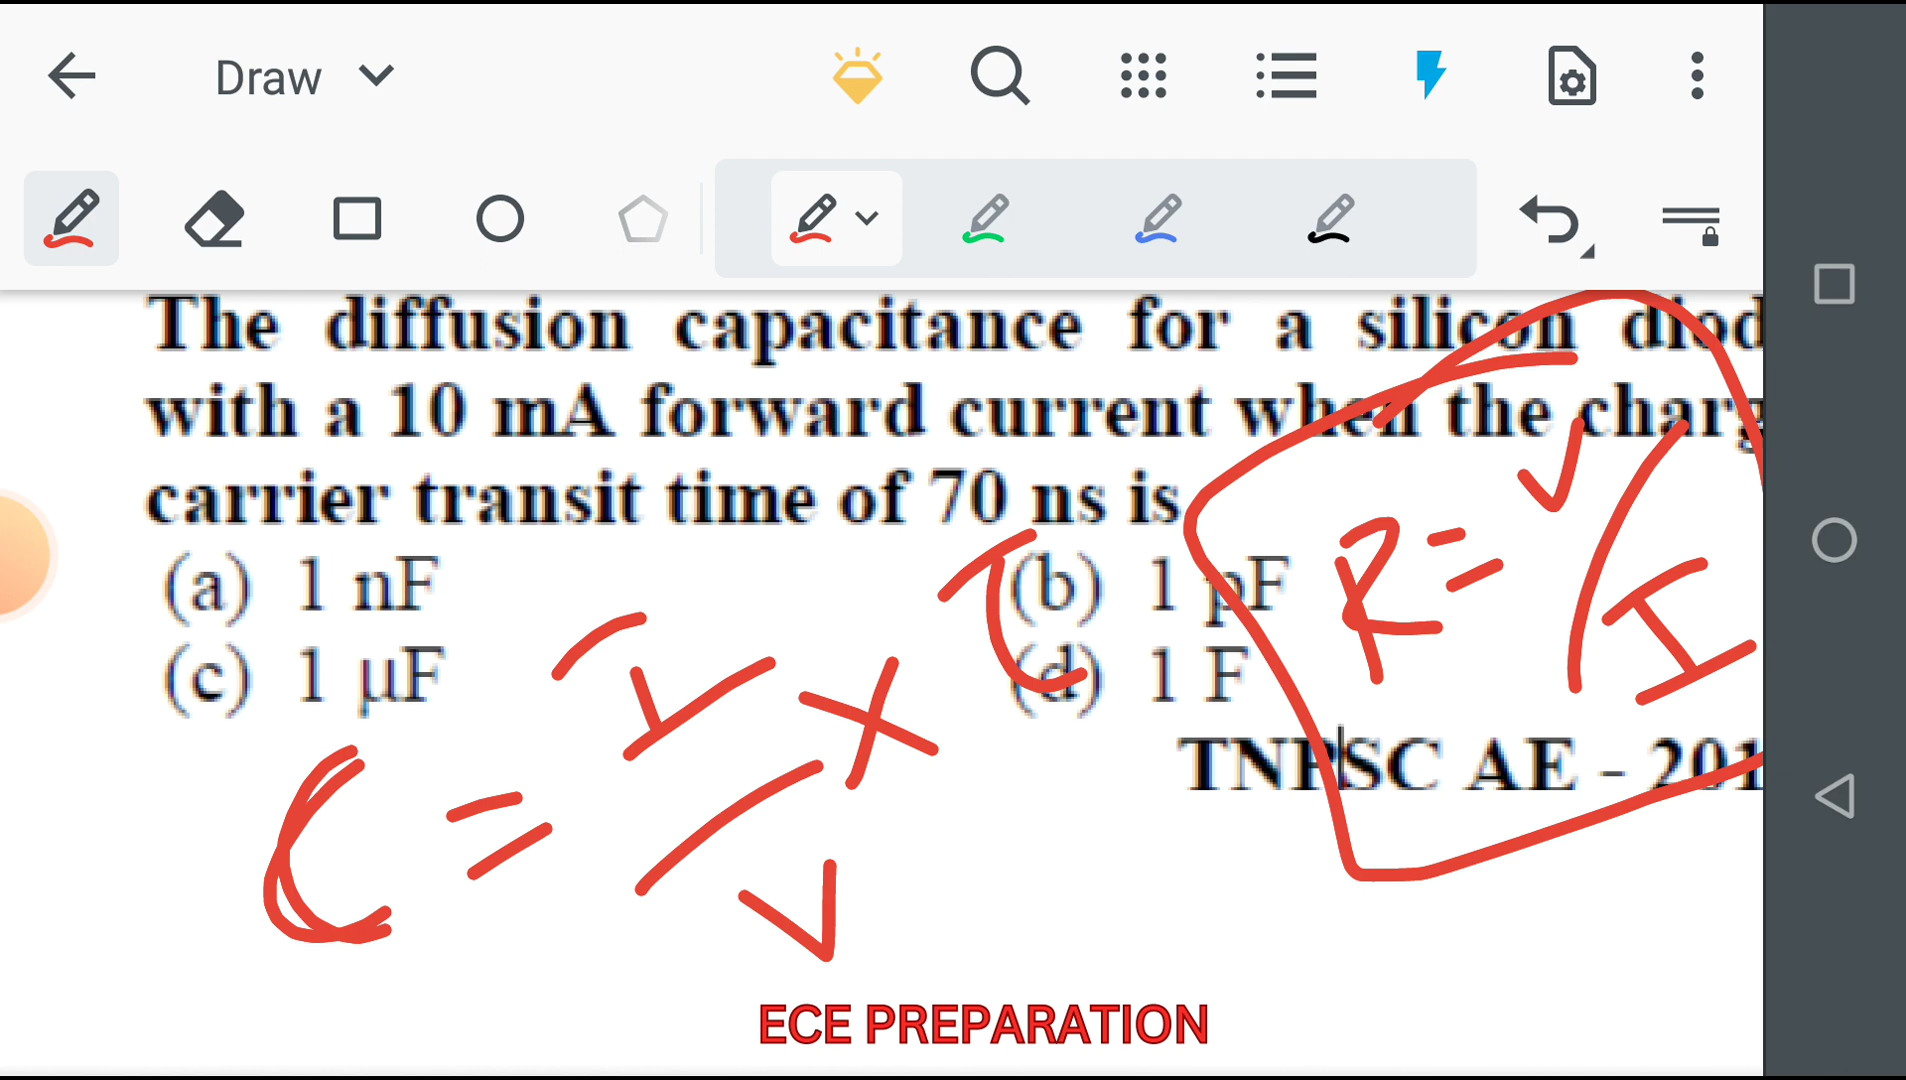 Draw
The diffusion capacitance for a silicon diod
with a 10 mA forward current when the charg
carrier transit time of 70 ns is
(a) 1 nF (b) 1 pF
(c) 1 µF (d) 1 F
TNPSC AE - 201
R = V / I
C = I × τ / V
ECE PREPARATION